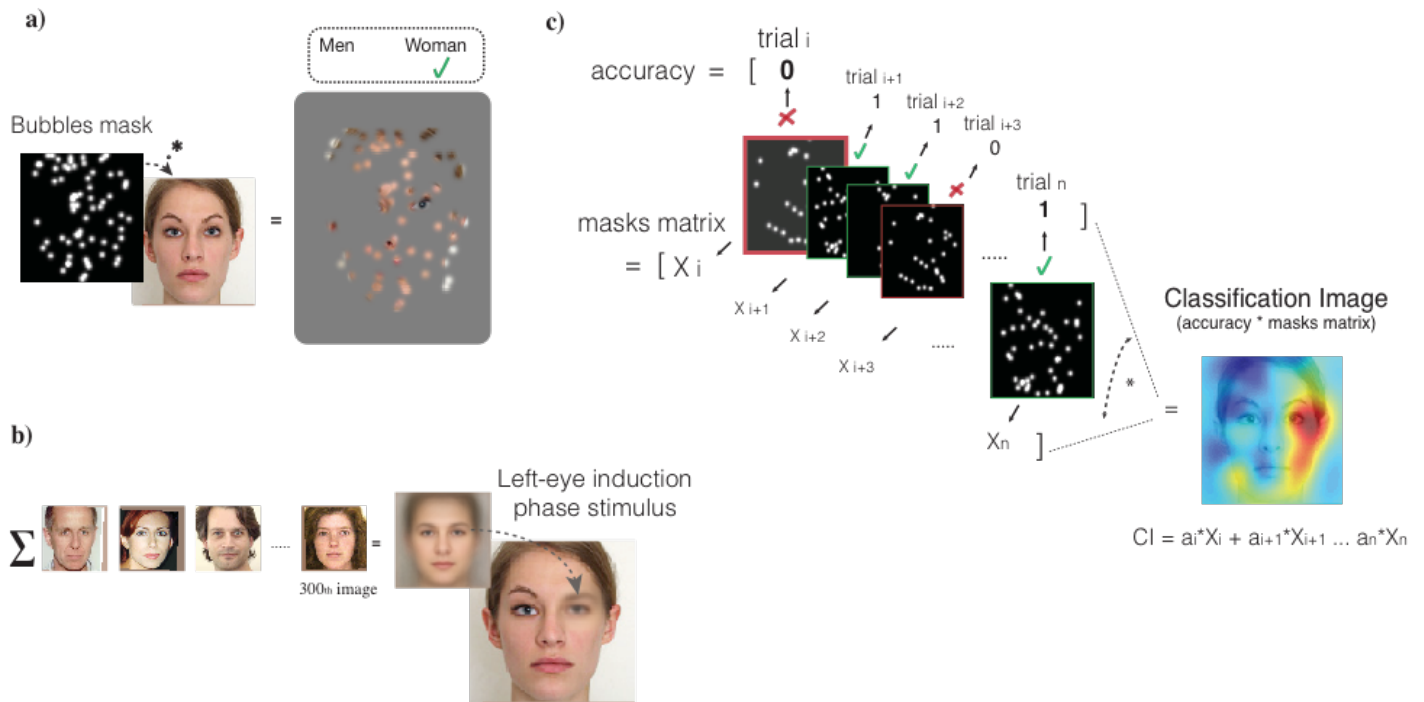 a)
Men Woman
✓
Bubbles mask
*
=
b)
Σ
.....
=
300th image
Left-eye induction
phase stimulus
c)
trial i
accuracy = [ 0
trial i+1
1
trial i+2
1
trial i+3
0
trial n
1 ]
masks matrix
= [ X i
X i+1
X i+2
X i+3
.....
.....
Xn ]
*
=
Classification Image
(accuracy * masks matrix)
CI = ai*Xi + ai+1*Xi+1 ... an*Xn